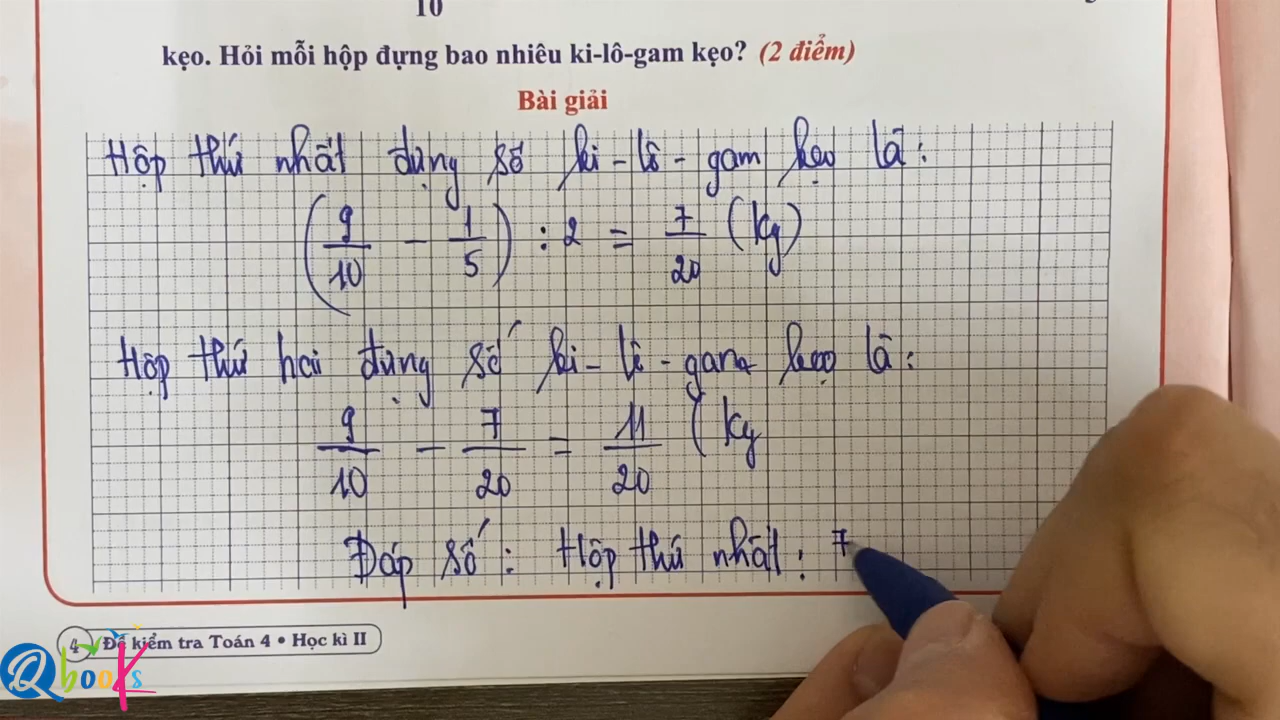 10
kẹo. Hỏi mỗi hộp đựng bao nhiêu ki-lô-gam kẹo? (2 điểm)
Bài giải
Hộp thứ nhất đựng số ki-lô-gam kẹo là:
(9/10 - 1/5) : 2 = 7/20 (kg)
Hộp thứ hai đựng số ki-lô-gam kẹo là:
9/10 - 7/20 = 11/20 (kg
Đáp số: Hộp thứ nhất: 7
4 Đề kiểm tra Toán 4 • Học kì II
Qbooks